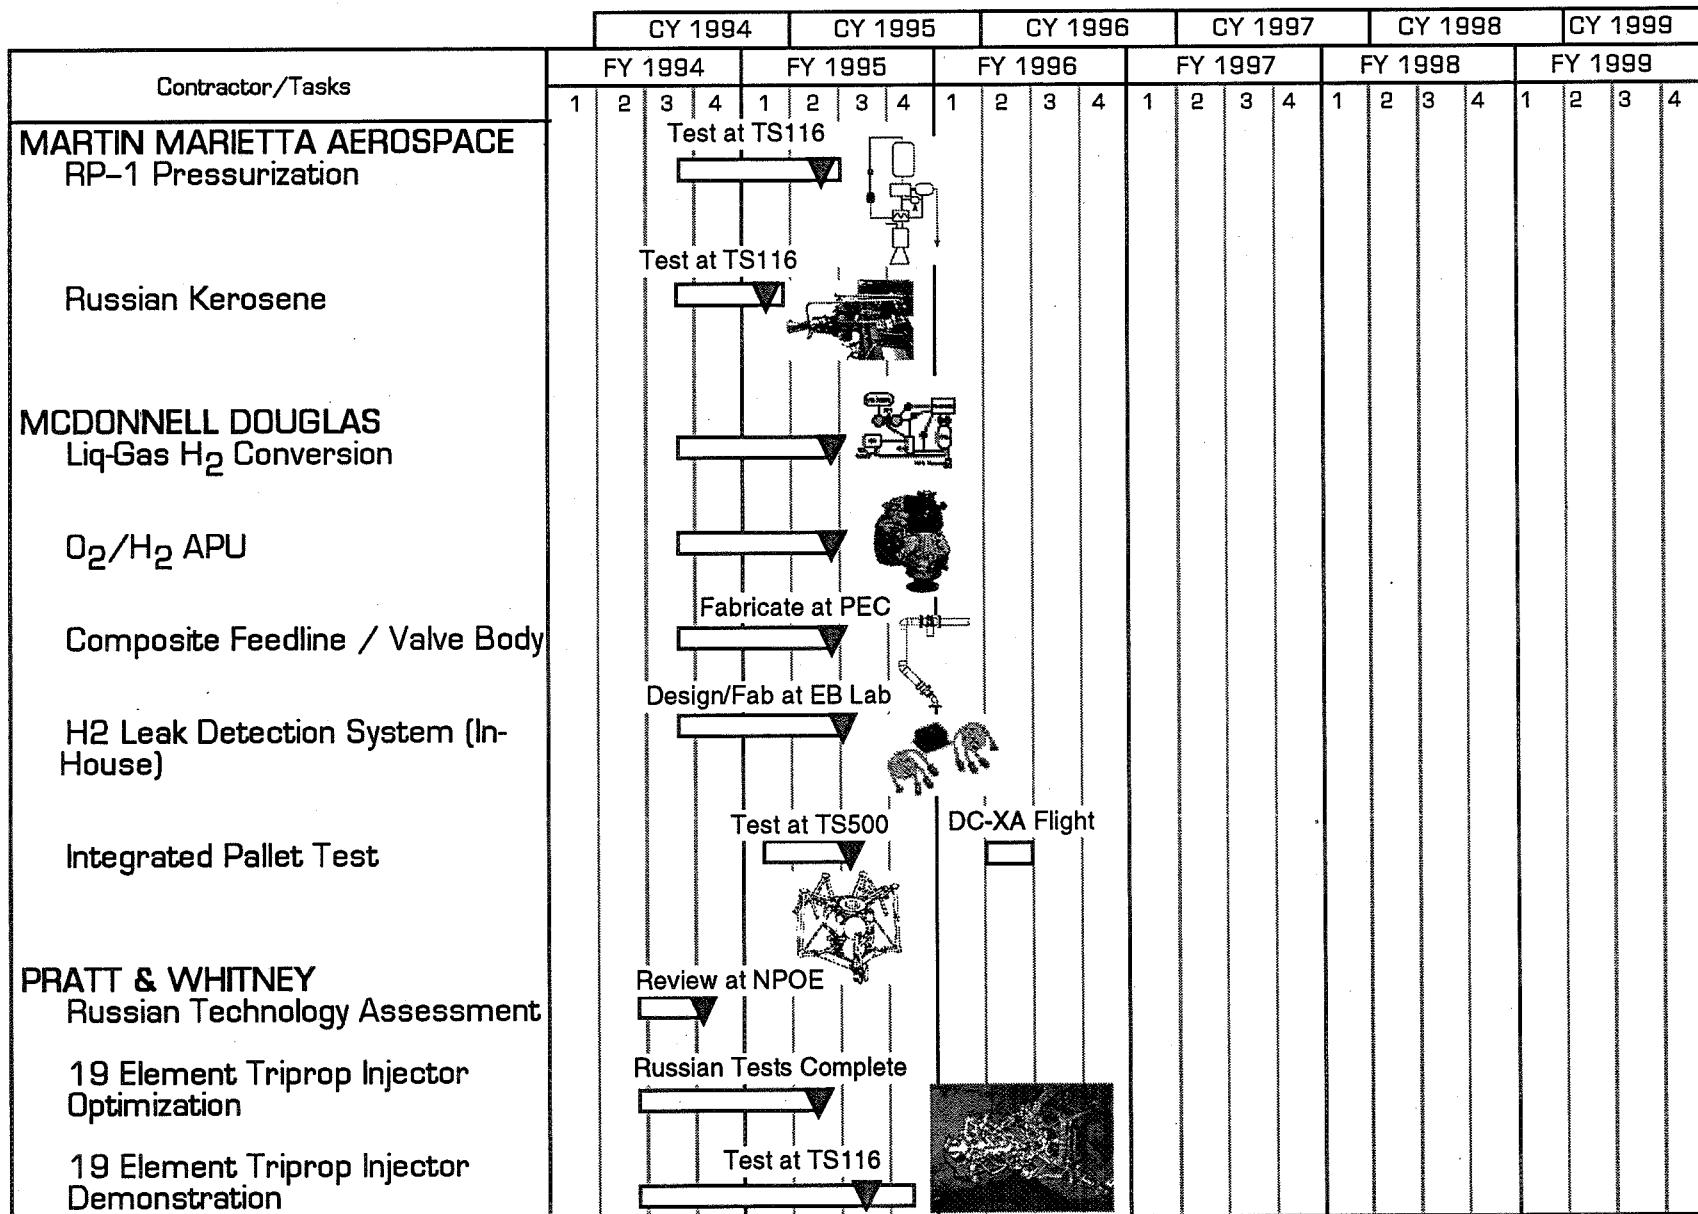 CY 1994 CY 1995 CY 1996 CY 1997 CY 1998 CY 1999
Contractor/Tasks
FY 1994 FY 1995 FY 1996 FY 1997 FY 1998 FY 1999
1 2 3 4 1 2 3 4 1 2 3 4 1 2 3 4 1 2 3 4 1 2 3 4
MARTIN MARIETTA AEROSPACE
Test at TS116
RP-1 Pressurization
Test at TS116
Russian Kerosene
MCDONNELL DOUGLAS
Liq-Gas H2 Conversion
O2/H2 APU
Fabricate at PEC
Composite Feedline / Valve Body
Design/Fab at EB Lab
H2 Leak Detection System (In-
House)
Test at TS500 DC-XA Flight
Integrated Pallet Test
PRATT & WHITNEY
Review at NPOE
Russian Technology Assessment
Russian Tests Complete
19 Element Triprop Injector
Optimization
Test at TS116
19 Element Triprop Injector
Demonstration